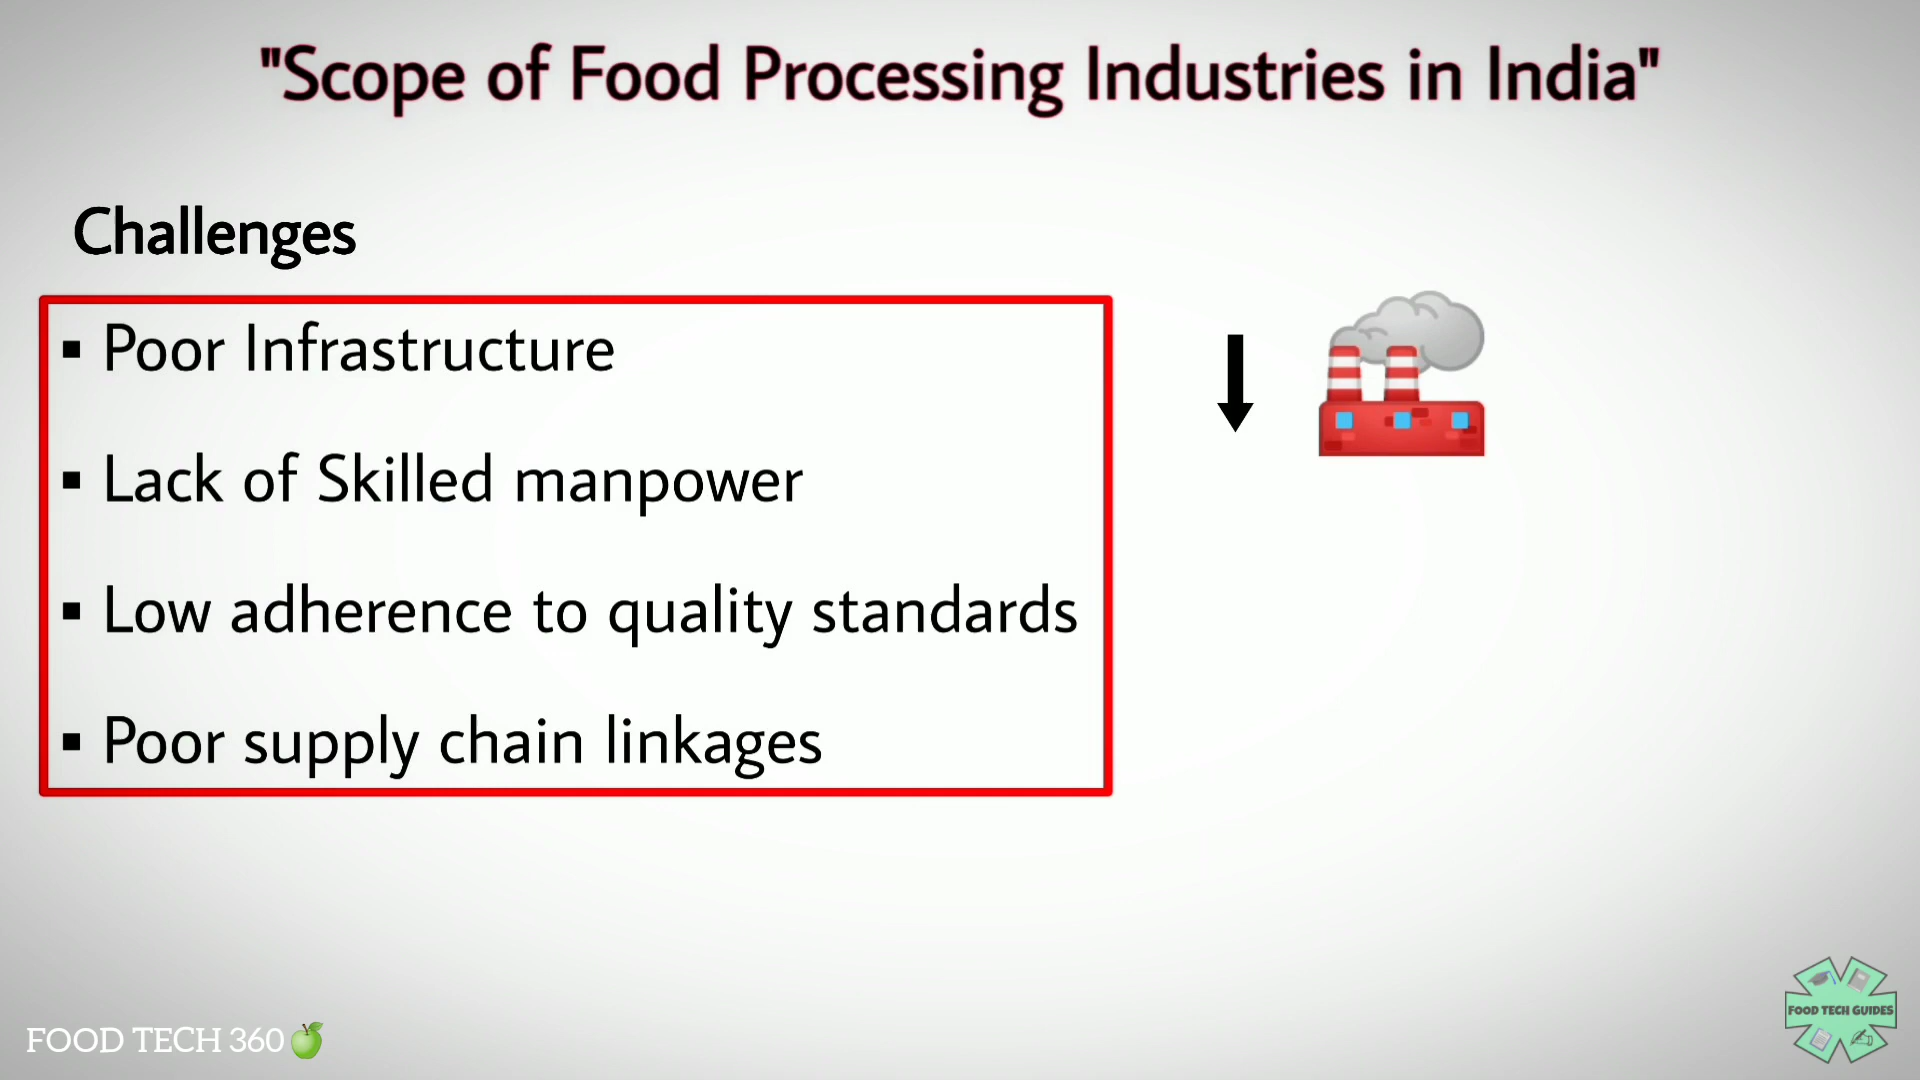 "Scope of Food Processing Industries in India"
Challenges
▪ Poor Infrastructure
▪ Lack of Skilled manpower
▪ Low adherence to quality standards
▪ Poor supply chain linkages
FOOD TECH GUIDES
FOOD TECH 360